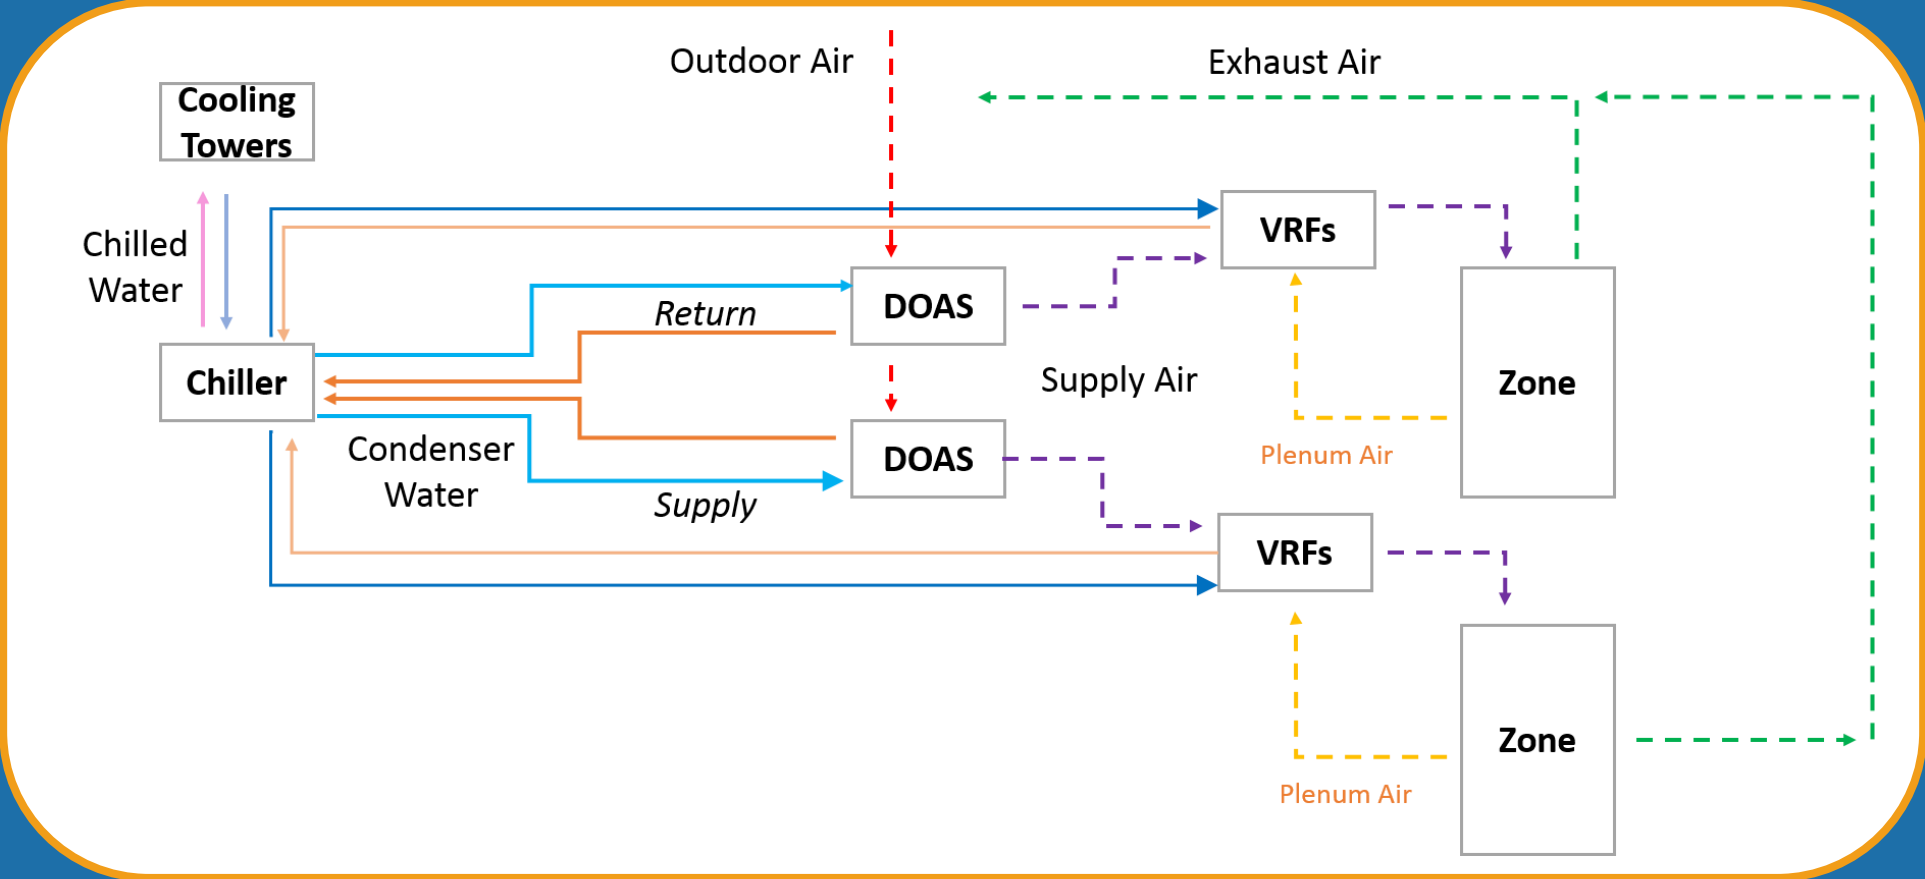 Outdoor Air
Exhaust Air
Cooling
Towers
Chilled
Water
VRFs
DOAS
Return
Chiller
Supply Air
Zone
Condenser
Water
DOAS
Supply
Plenum Air
VRFs
Zone
Plenum Air